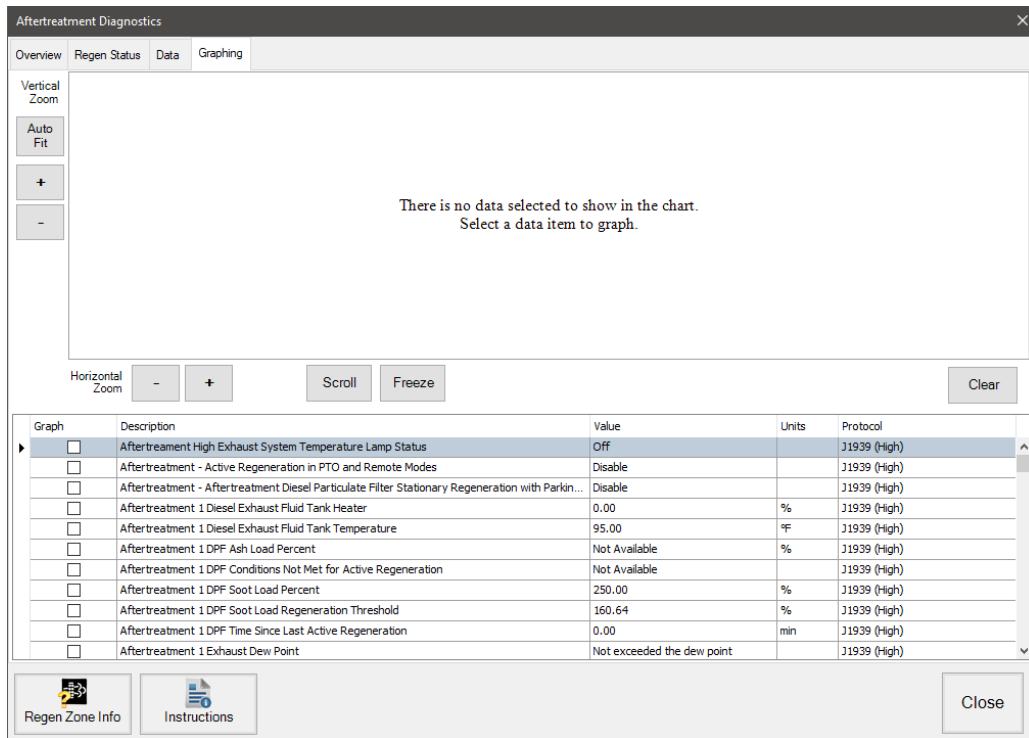 Aftertreatment Diagnostics
Overview Regen Status Data Graphing
Vertical
Zoom
Auto
Fit
+
-
There is no data selected to show in the chart.
Select a data item to graph.
Horizontal
Zoom
- + Scroll Freeze Clear
Graph Description Value Units Protocol
Aftertreament High Exhaust System Temperature Lamp Status Off J1939 (High)
Aftertreatment - Active Regeneration in PTO and Remote Modes Disable J1939 (High)
Aftertreatment - Aftertreatment Diesel Particulate Filter Stationary Regeneration with Parkin... Disable J1939 (High)
Aftertreatment 1 Diesel Exhaust Fluid Tank Heater 0.00 % J1939 (High)
Aftertreatment 1 Diesel Exhaust Fluid Tank Temperature 95.00 °F J1939 (High)
Aftertreatment 1 DPF Ash Load Percent Not Available % J1939 (High)
Aftertreatment 1 DPF Conditions Not Met for Active Regeneration Not Available J1939 (High)
Aftertreatment 1 DPF Soot Load Percent 250.00 % J1939 (High)
Aftertreatment 1 DPF Soot Load Regeneration Threshold 160.64 % J1939 (High)
Aftertreatment 1 DPF Time Since Last Active Regeneration 0.00 min J1939 (High)
Aftertreatment 1 Exhaust Dew Point Not exceeded the dew point J1939 (High)
Regen Zone Info Instructions Close